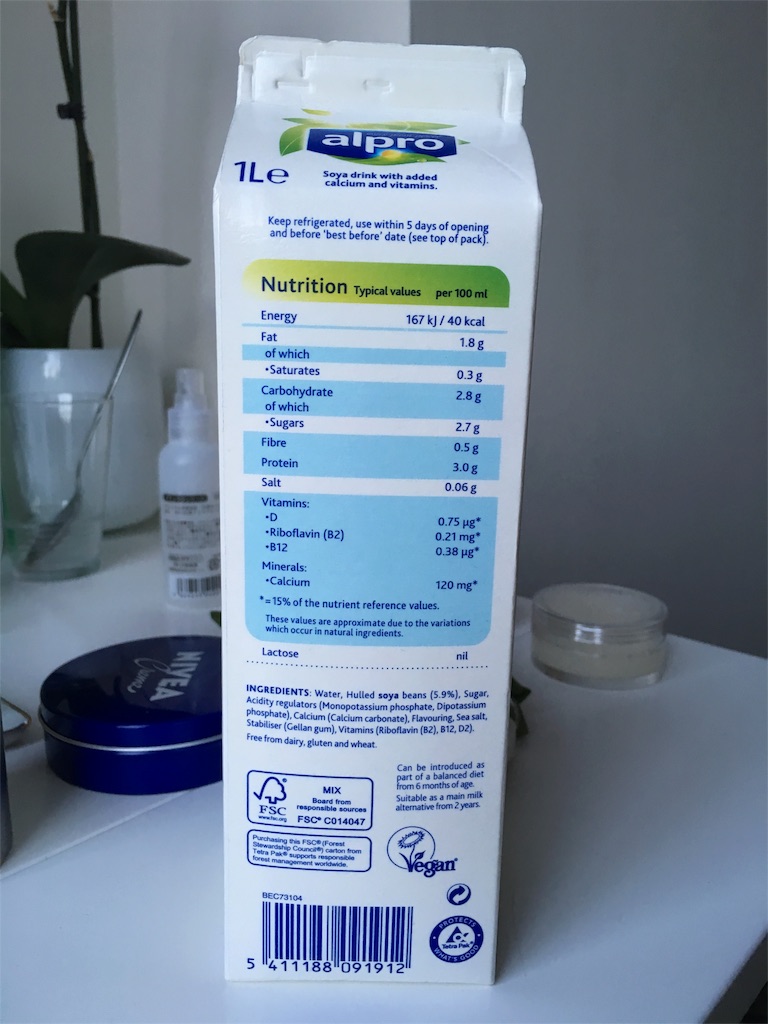 alpro
1Le
Soya drink with added
calcium and vitamins.
Keep refrigerated, use within 5 days of opening
and before 'best before' date (see top of pack).
Nutrition Typical values per 100 ml
Energy 167 kJ / 40 kcal
Fat 1.8 g
of which
•Saturates 0.3 g
Carbohydrate 2.8 g
of which
•Sugars 2.7 g
Fibre 0.5 g
Protein 3.0 g
Salt 0.06 g
Vitamins:
•D 0.75 µg*
•Riboflavin (B2) 0.21 mg*
•B12 0.38 µg*
Minerals:
•Calcium 120 mg*
*=15% of the nutrient reference values.
These values are approximate due to the variations
which occur in natural ingredients.
Lactose nil
INGREDIENTS: Water, Hulled soya beans (5.9%), Sugar,
Acidity regulators (Monopotassium phosphate, Dipotassium
phosphate), Calcium (Calcium carbonate), Flavouring, Sea salt,
Stabiliser (Gellan gum), Vitamins (Riboflavin (B2), B12, D2).
Free from dairy, gluten and wheat.
Can be introduced as
part of a balanced diet
from 6 months of age.
Suitable as a main milk
alternative from 2 years.
FSC
www.fsc.org
MIX
Board from
responsible sources
FSC® C014047
Purchasing this FSC® (Forest
Stewardship Council®) carton from
Tetra Pak® supports responsible
forest management worldwide.
Vegan
BEC73104
5 411188 091912
PROTECTS
Tetra Pak
WHAT'S GOOD
NIVEA
Creme